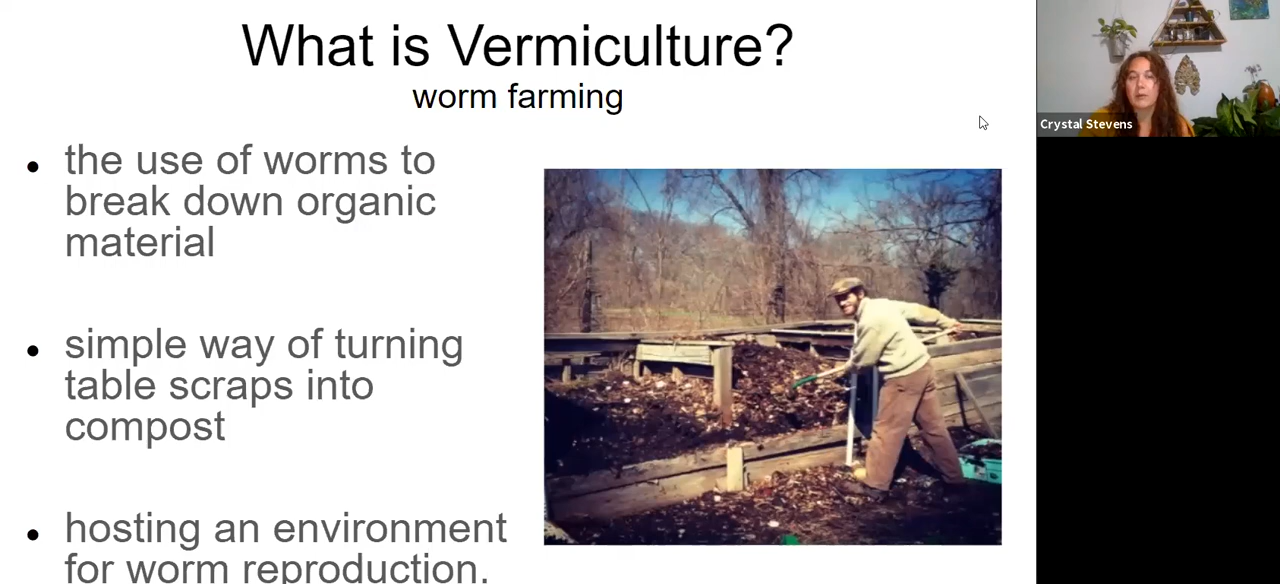 What is Vermiculture?
worm farming
Crystal Stevens
• the use of worms to
break down organic
material
• simple way of turning
table scraps into
compost
• hosting an environment
for worm reproduction.